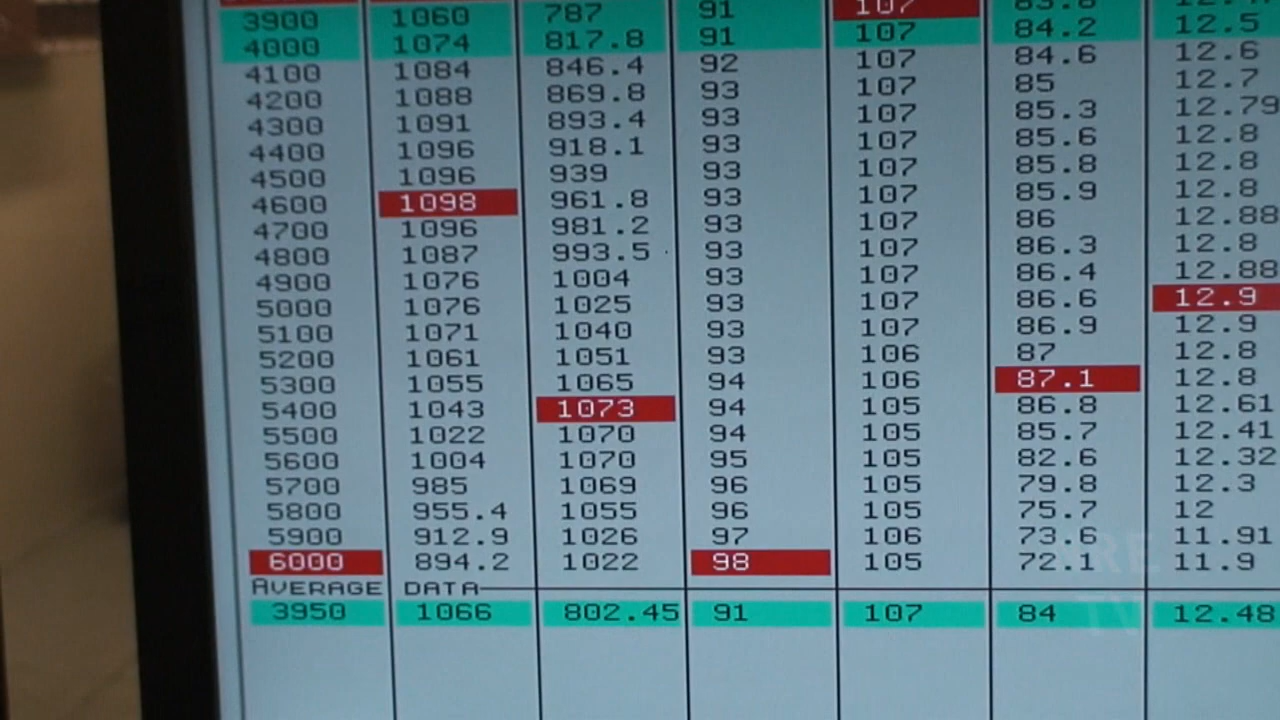 3900 1060 787 91 107 83.8
4000 1074 817.8 91 107 84.2 12.5
4100 1084 846.4 92 107 84.6 12.6
4200 1088 869.8 93 107 85 12.7
4300 1091 893.4 93 107 85.3 12.79
4400 1096 918.1 93 107 85.6 12.8
4500 1096 939 93 107 85.8 12.8
4600 1098 961.8 93 107 85.9 12.8
4700 1096 981.2 93 107 86 12.88
4800 1087 993.5 93 107 86.3 12.8
4900 1076 1004 93 107 86.4 12.88
5000 1076 1025 93 107 86.6 12.9
5100 1071 1040 93 107 86.9 12.9
5200 1061 1051 93 106 87 12.8
5300 1055 1065 94 106 87.1 12.8
5400 1043 1073 94 105 86.8 12.61
5500 1022 1070 94 105 85.7 12.41
5600 1004 1070 95 105 82.6 12.32
5700 985 1069 96 105 79.8 12.3
5800 955.4 1055 96 105 75.7 12
5900 912.9 1026 97 106 73.6 11.91
6000 894.2 1022 98 105 72.1 11.9
AVERAGE DATA
3950 1066 802.45 91 107 84 12.48